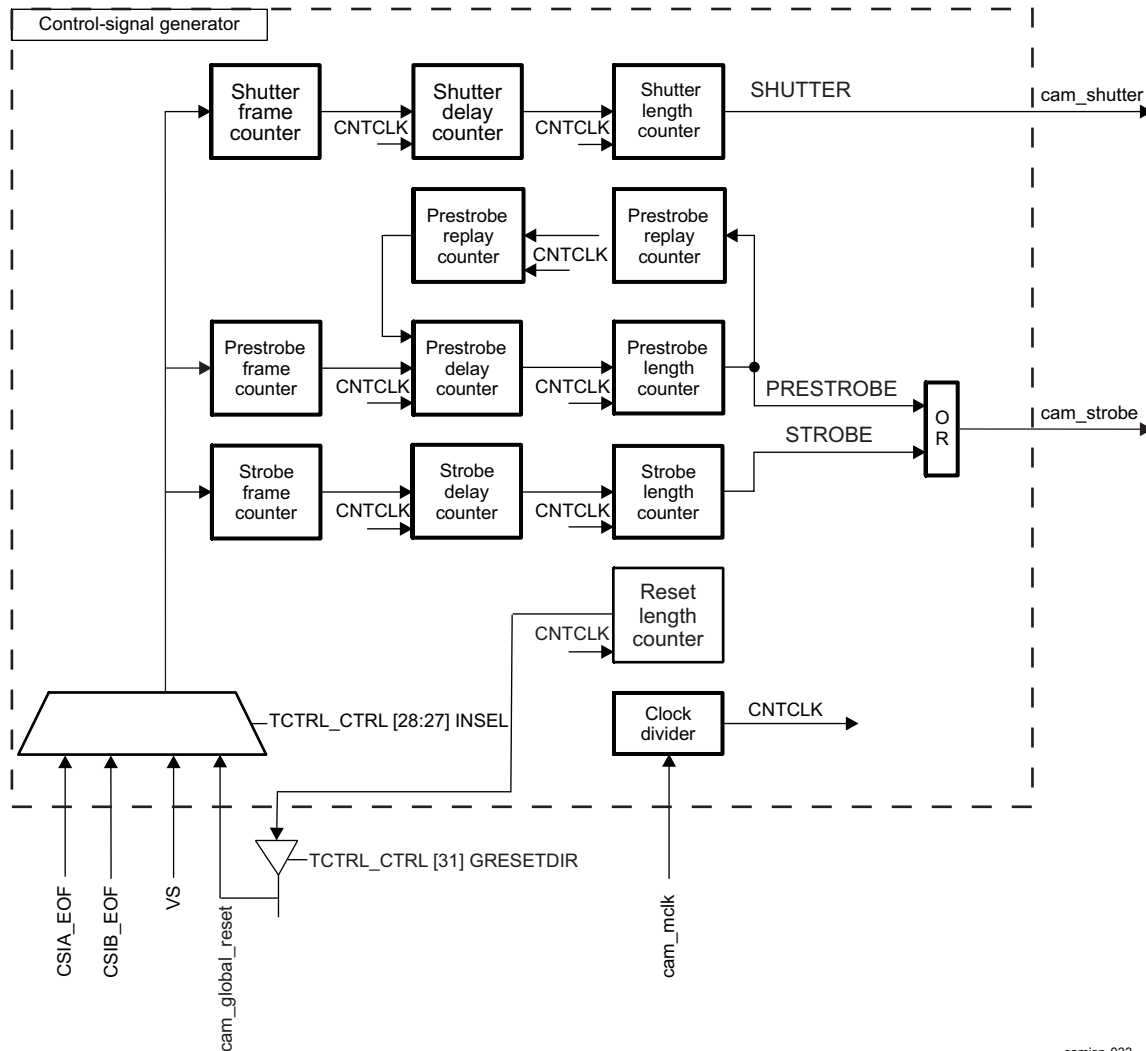 Control-signal generator
Shutter
frame
counter
CNTCLK
Shutter
delay
counter
CNTCLK
Shutter
length
counter
SHUTTER
cam_shutter
Prestrobe
replay
counter
CNTCLK
Prestrobe
replay
counter
Prestrobe
frame
counter
CNTCLK
Prestrobe
delay
counter
CNTCLK
Prestrobe
length
counter
PRESTROBE
STROBE
O
R
cam_strobe
Strobe
frame
counter
CNTCLK
Strobe
delay
counter
CNTCLK
Strobe
length
counter
CNTCLK
Reset
length
counter
TCTRL_CTRL [28:27] INSEL
Clock
divider
CNTCLK
TCTRL_CTRL [31] GRESETDIR
CSIA_EOF
CSIB_EOF
VS
cam_global_reset
cam_mclk